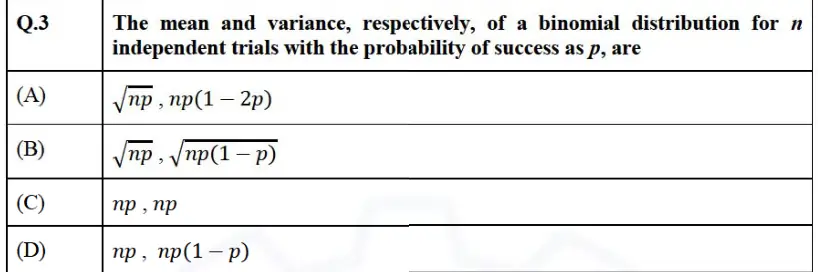 Q.3 The mean and variance, respectively, of a binomial distribution for n
independent trials with the probability of success as p, are
(A) √np , np(1 − 2p)
(B) √np , √np(1 − p)
(C) np , np
(D) np , np(1 − p)